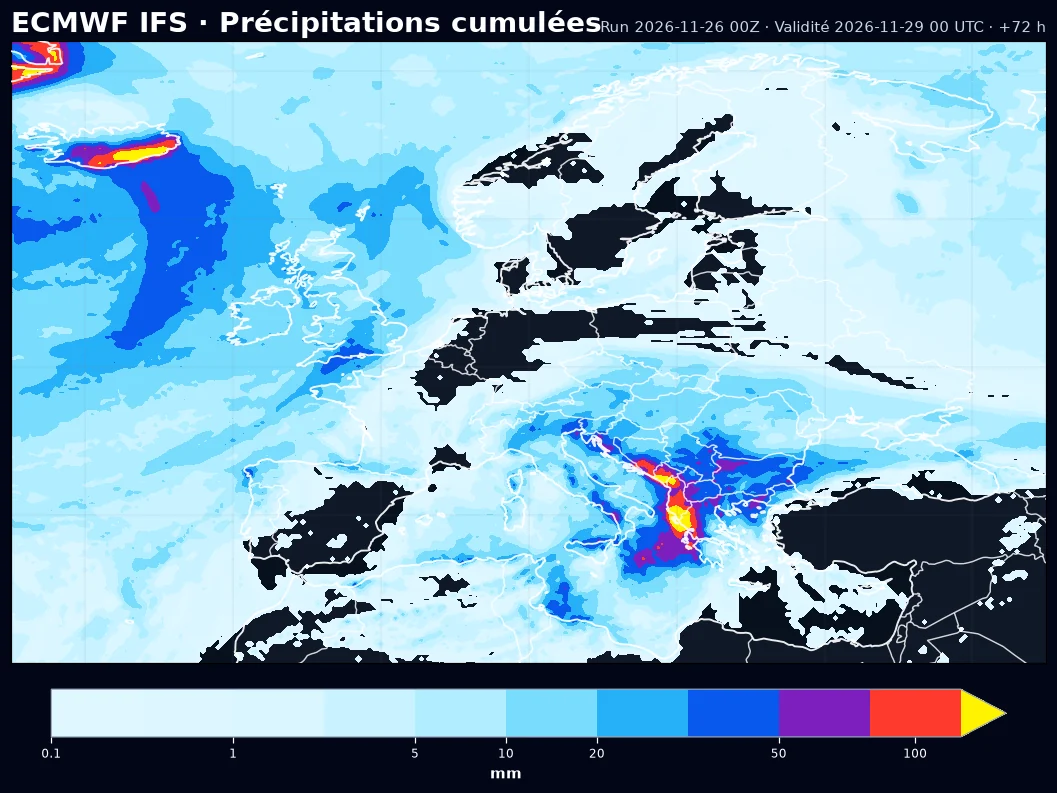 ECMWF IFS · Précipitations cumulées
Run 2026-11-26 00Z · Validité 2026-11-29 00 UTC · +72 h
0.1 1 5 10 20 50 100
mm